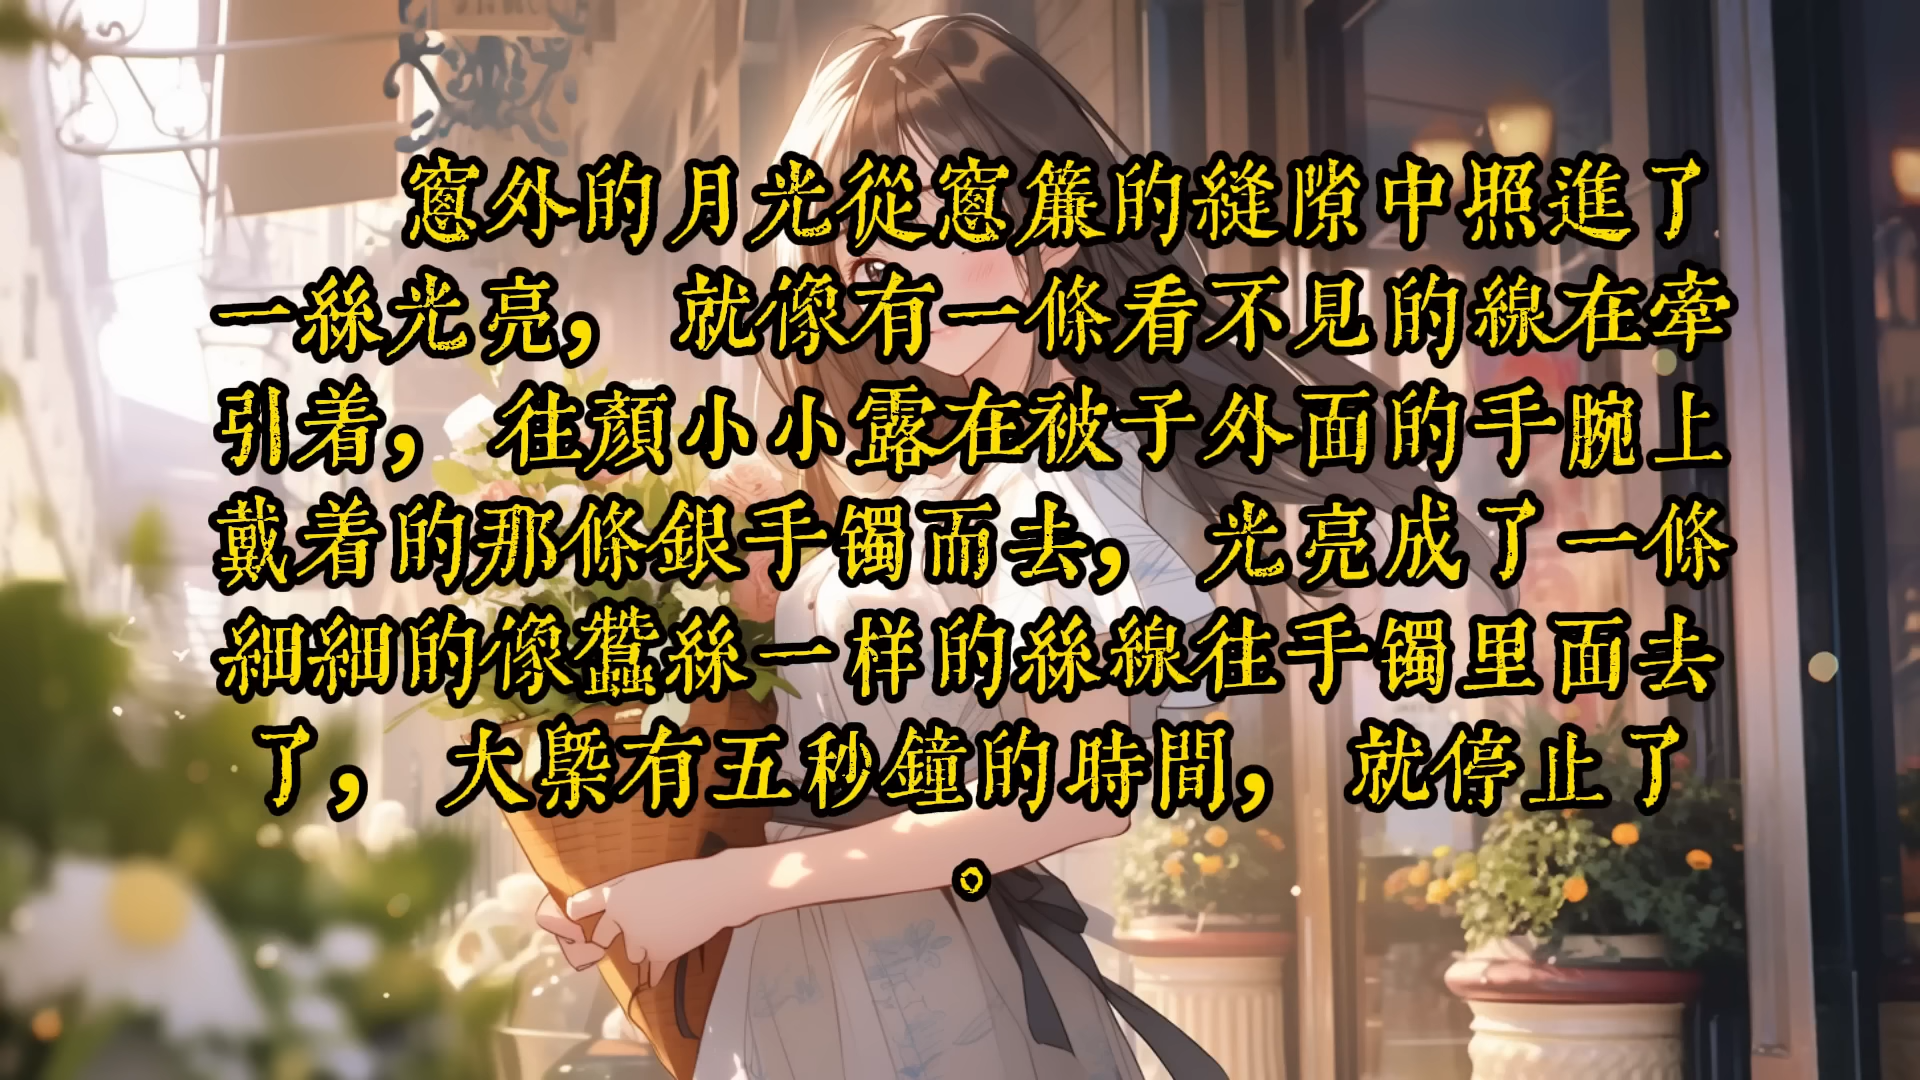 窻外的月光從窻簾的縫隙中照進了
一絲光亮，就像有一條看不見的線在牽
引着，往顏小小露在被子外面的手腕上
戴着的那條銀手镯而去，光亮成了一條
細細的像蠶絲一样的絲線往手镯里面去
了，大槩有五秒鐘的時間，就停止了
。